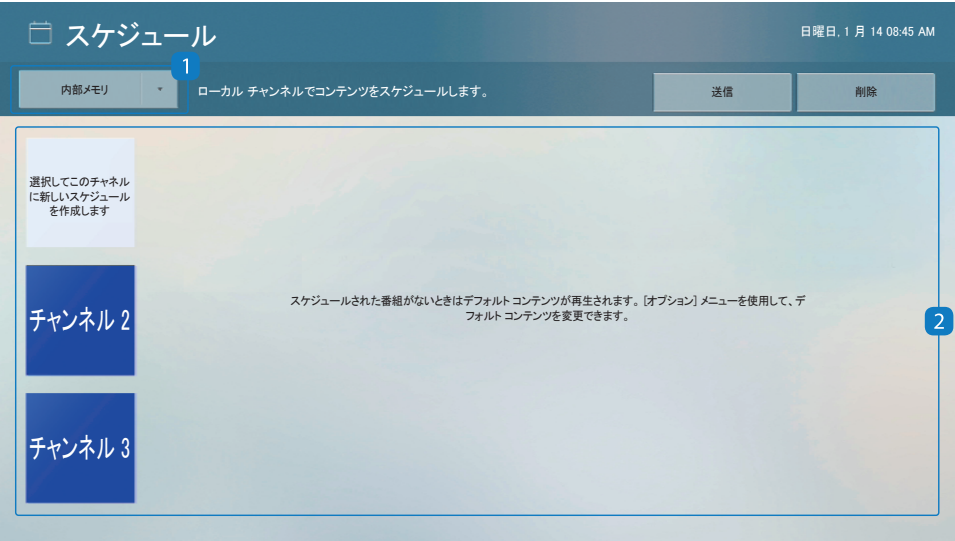 スケジュール
日曜日, 1 月 14 08:45 AM
1
内部メモリ
ローカル チャンネルでコンテンツをスケジュールします。
送信
削除
選択してこのチャネル
に新しいスケジュール
を作成します
チャンネル 2
スケジュールされた番組がないときはデフォルト コンテンツが再生されます。[オプション] メニューを使用して、デ
フォルト コンテンツを変更できます。
2
チャンネル 3